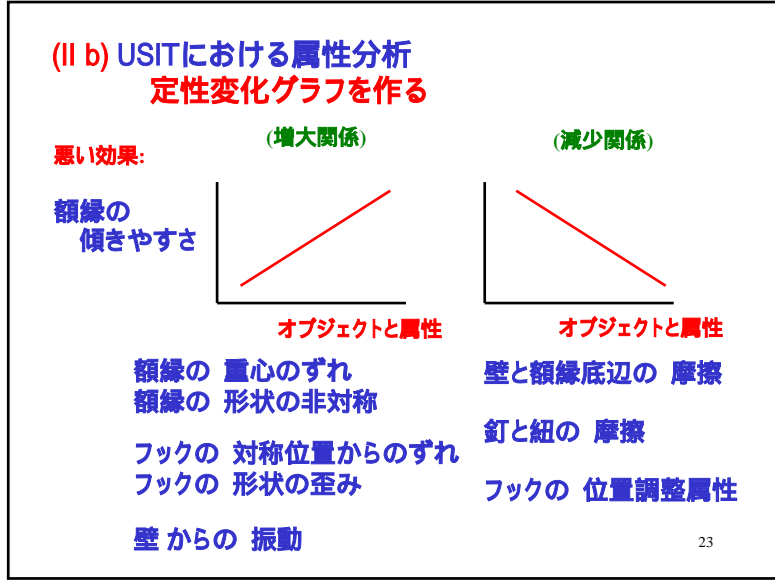 (II b) USITにおける属性分析
定性変化グラフを作る
(増大関係)
(減少関係)
悪い効果:
額縁の
傾きやすさ
オブジェクトと属性
オブジェクトと属性
額縁の 重心のずれ
額縁の 形状の非対称
フックの 対称位置からのずれ
フックの 形状の歪み
壁 からの 振動
壁と額縁底辺の 摩擦
釘と紐の 摩擦
フックの 位置調整属性
23